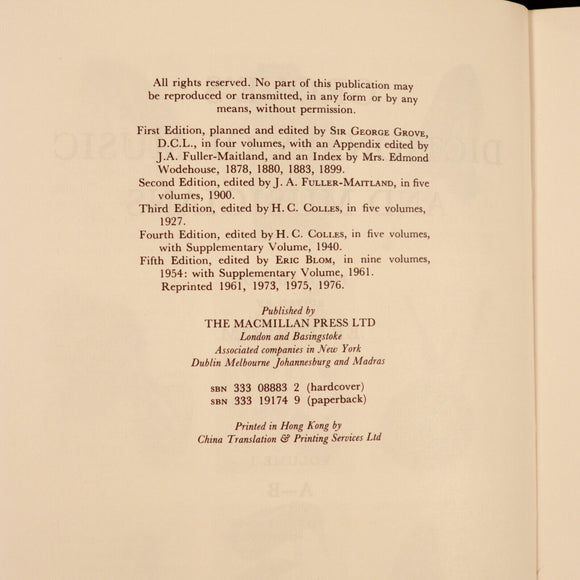 All rights reserved. No part of this publication may
be reproduced or transmitted, in any form or by any
means, without permission.
First Edition, planned and edited by Sir George Grove,
D.C.L., in four volumes, with an Appendix edited by
J.A. Fuller-Maitland, and an Index by Mrs. Edmond
Wodehouse, 1878, 1880, 1883, 1899.
Second Edition, edited by J. A. Fuller-Maitland, in five
volumes, 1900.
Third Edition, edited by H. C. Colles, in five volumes,
1927.
Fourth Edition, edited by H. C. Colles, in five volumes,
with Supplementary Volume, 1940.
Fifth Edition, edited by Eric Blom, in nine volumes,
1954: with Supplementary Volume, 1961.
Reprinted 1961, 1973, 1975, 1976.
Published by
THE MACMILLAN PRESS LTD
London and Basingstoke
Associated companies in New York
Dublin Melbourne Johannesburg and Madras
SBN 333 08883 2 (hardcover)
SBN 333 19174 9 (paperback)
Printed in Hong Kong by
China Translation & Printing Services Ltd
VOLUME I
A–B